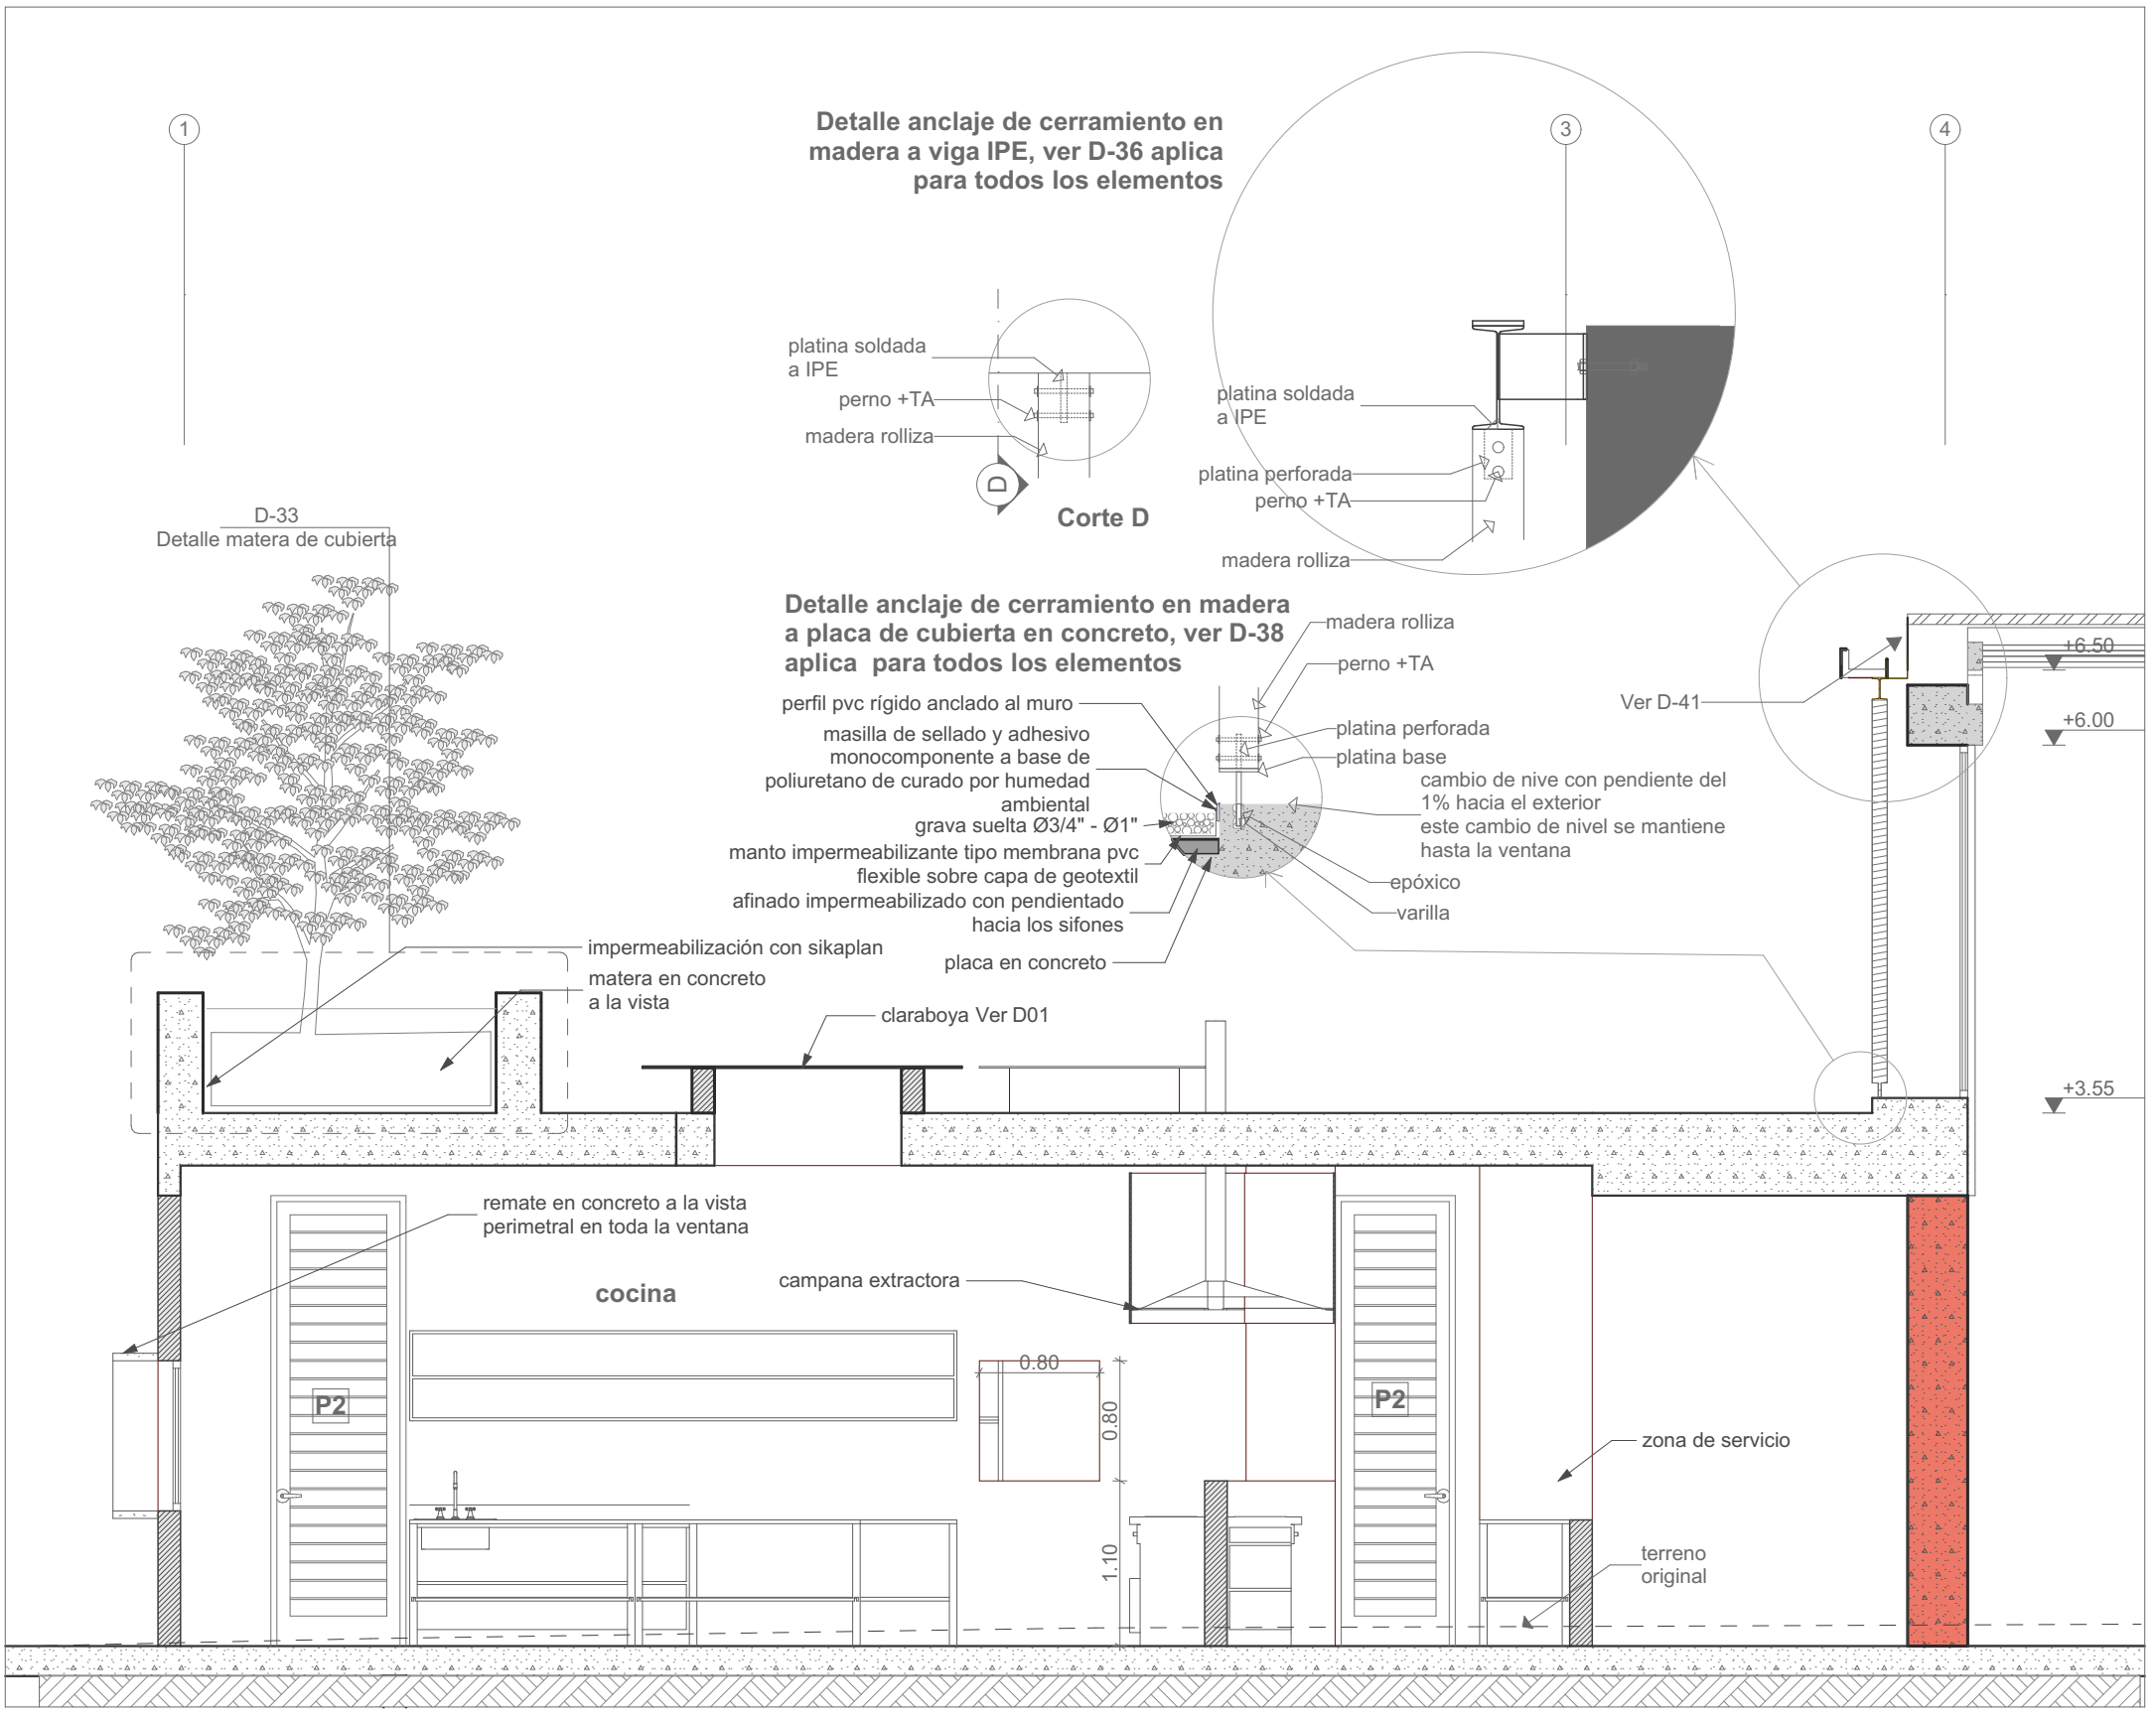 1
3
4
Detalle anclaje de cerramiento en
madera a viga IPE, ver D-36 aplica
para todos los elementos
platina soldada
a IPE
perno +TA
madera rolliza
D
Corte D
platina soldada
a IPE
platina perforada
perno +TA
madera rolliza
D-33
Detalle matera de cubierta
Detalle anclaje de cerramiento en madera
a placa de cubierta en concreto, ver D-38
aplica para todos los elementos
perfil pvc rígido anclado al muro
masilla de sellado y adhesivo
monocomponente a base de
poliuretano de curado por humedad
ambiental
grava suelta Ø3/4" - Ø1"
manto impermeabilizante tipo membrana pvc
flexible sobre capa de geotextil
afinado impermeabilizado con pendientado
hacia los sifones
placa en concreto
madera rolliza
perno +TA
platina perforada
platina base
cambio de nive con pendiente del
1% hacia el exterior
este cambio de nivel se mantiene
hasta la ventana
epóxico
varilla
Ver D-41
+6.50
+6.00
+3.55
impermeabilización con sikaplan
matera en concreto
a la vista
claraboya Ver D01
remate en concreto a la vista
perimetral en toda la ventana
cocina
campana extractora
0.80
0.80
1.10
P2
P2
zona de servicio
terreno
original